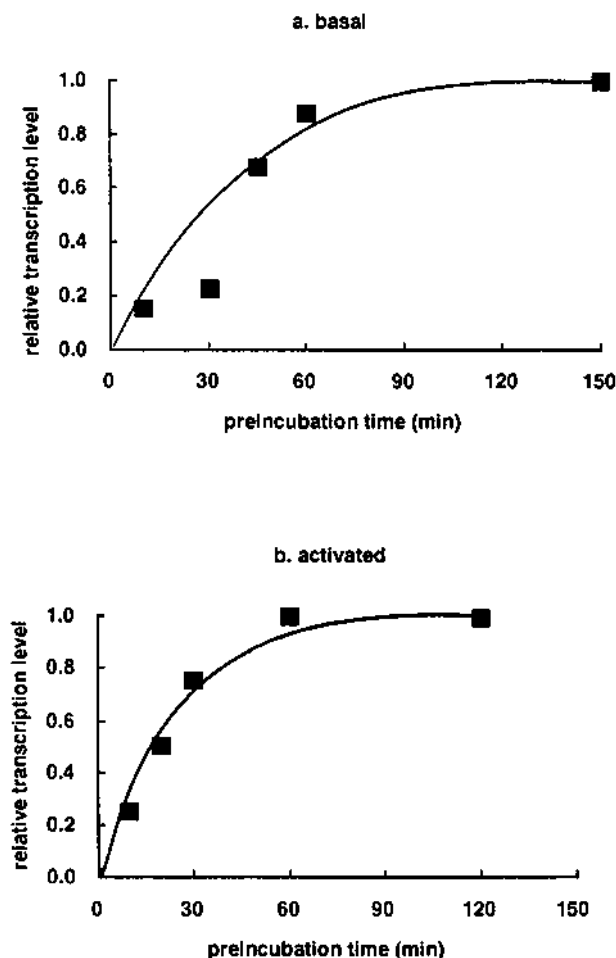 a. basal
1.0
0.8
0.6
0.4
0.2
0.0
relative transcription level
0 30 60 90 120 150
preincubation time (min)
b. activated
1.0
0.8
0.6
0.4
0.2
0.0
relative transcription level
0 30 60 90 120 150
preincubation time (min)